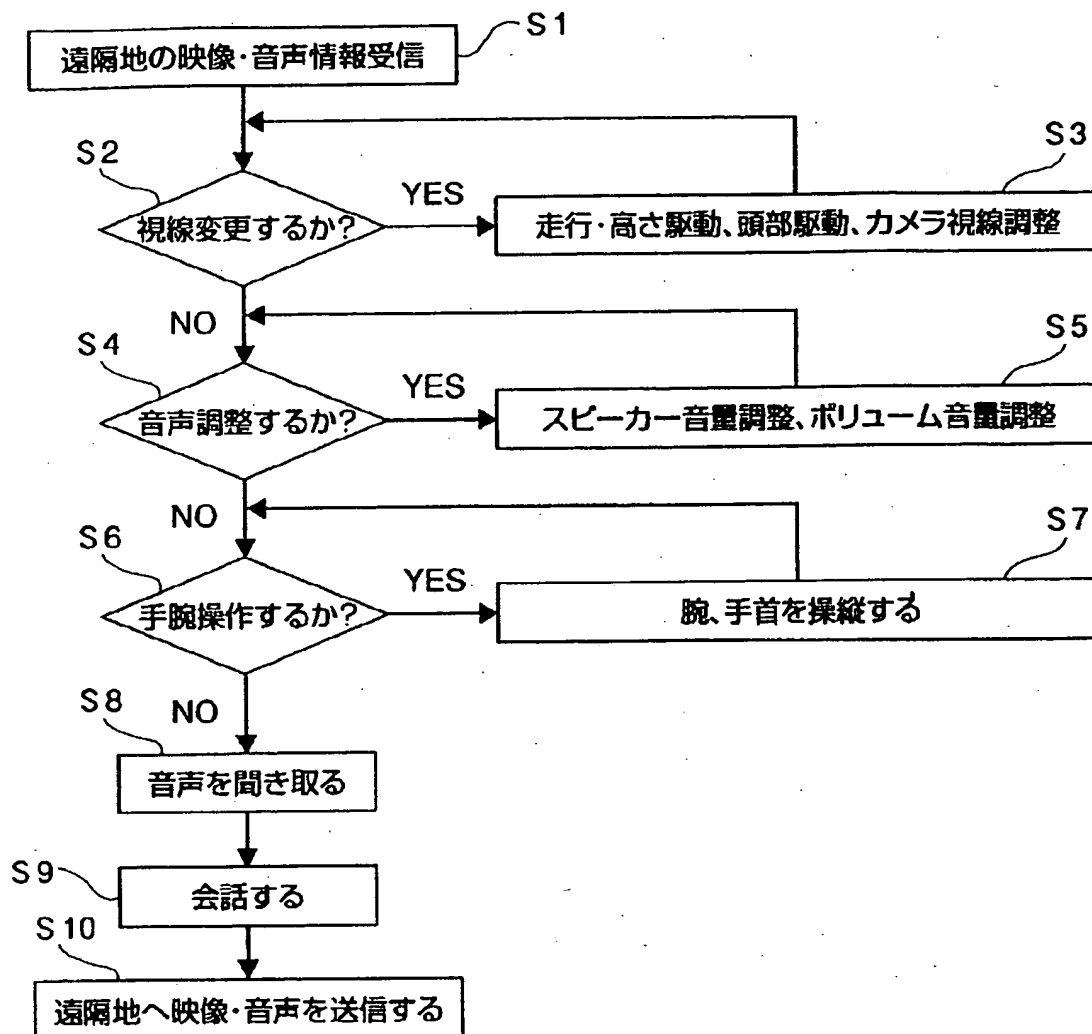 S1
遠隔地の映像・音声情報受信
S2
S3
視線変更するか?
YES
走行・高さ駆動、頭部駆動、カメラ視線調整
NO
S4
S5
音声調整するか?
YES
スピーカー音量調整、ボリューム音量調整
NO
S6
S7
手腕操作するか?
YES
腕、手首を操縦する
NO
S8
音声を聞き取る
S9
会話する
S10
遠隔地へ映像・音声を送信する